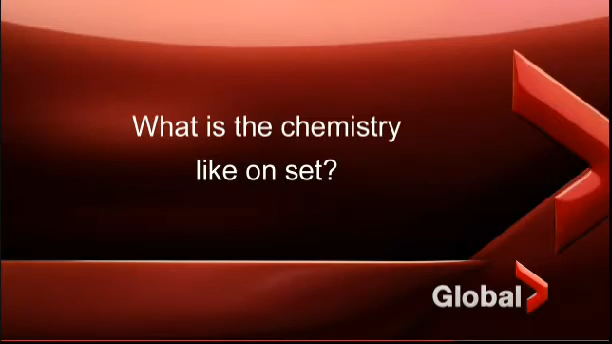 What is the chemistry
like on set?
Global